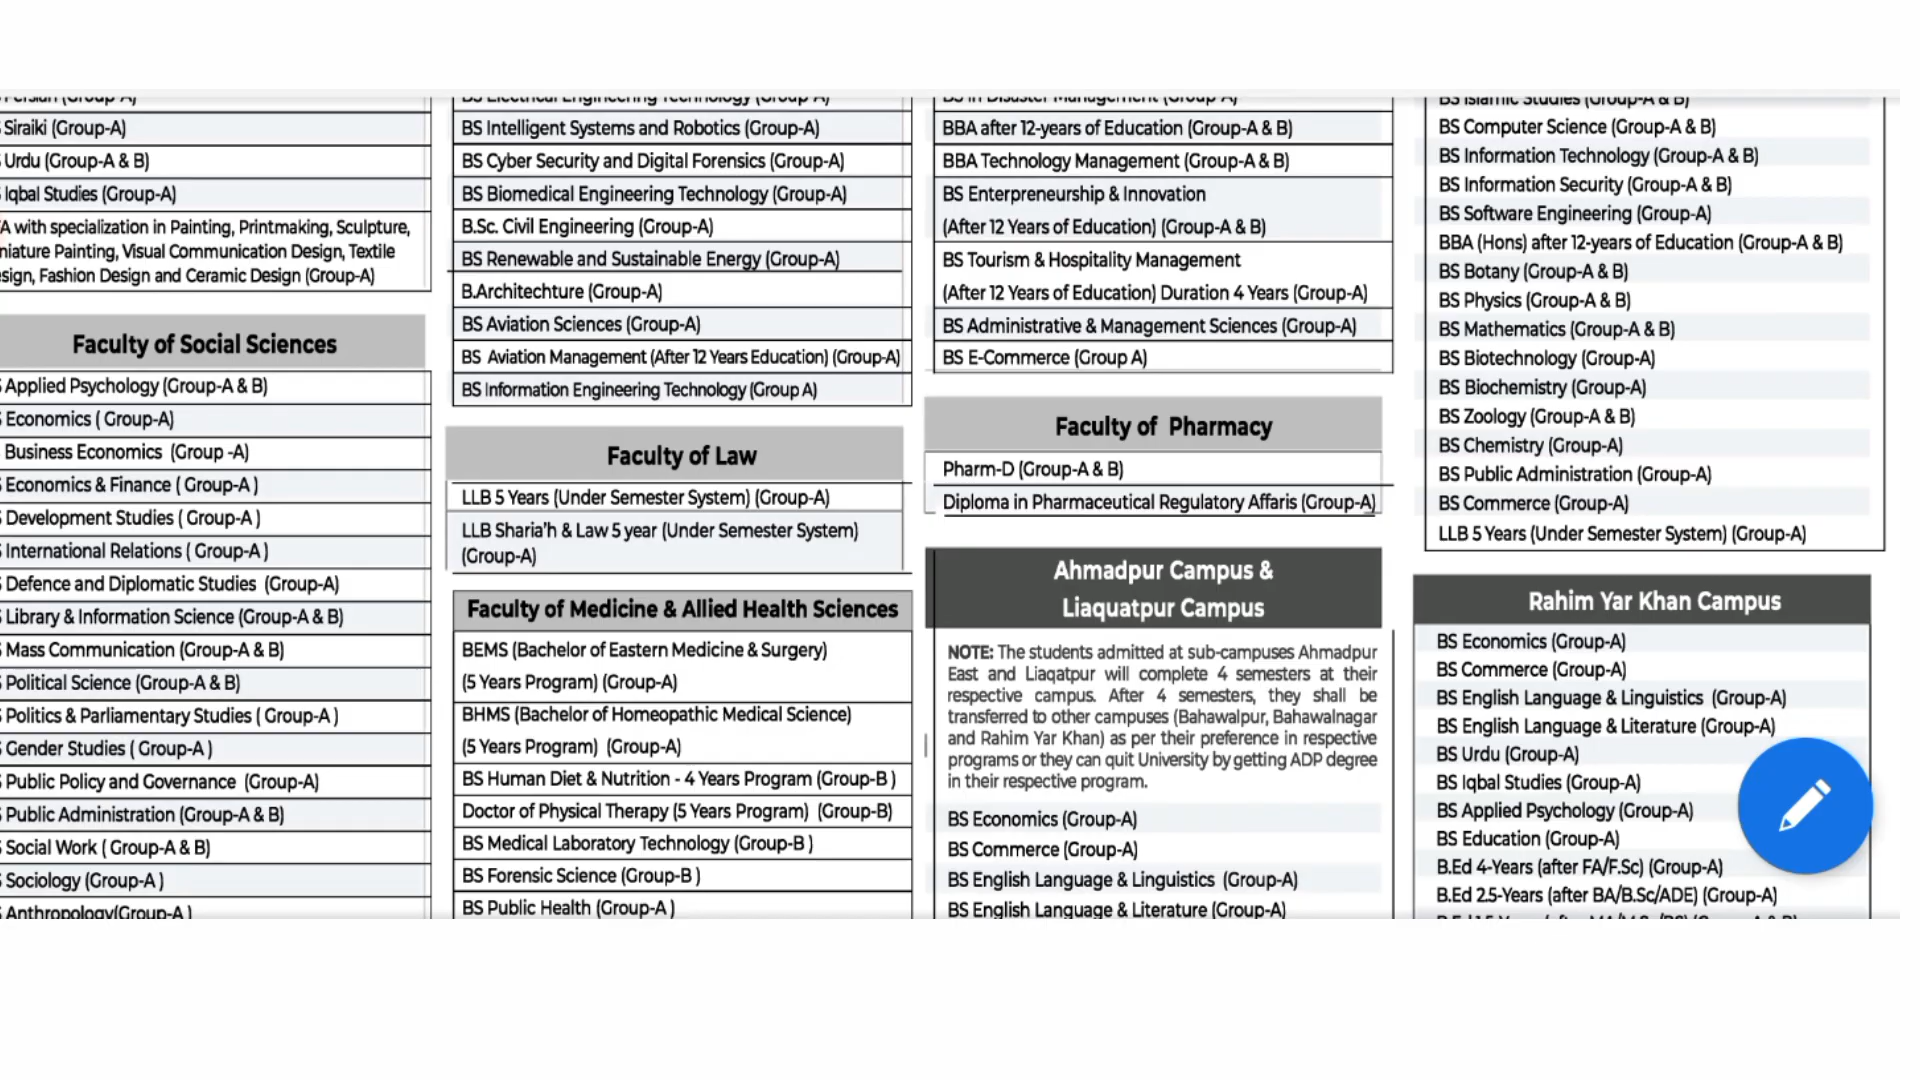 Siraiki (Group-A)
Urdu (Group-A & B)
Iqbal Studies (Group-A)
A with specialization in Painting, Printmaking, Sculpture,
niature Painting, Visual Communication Design, Textile
sign, Fashion Design and Ceramic Design (Group-A)
Faculty of Social Sciences
Applied Psychology (Group-A & B)
Economics ( Group-A)
Business Economics (Group -A)
Economics & Finance ( Group-A )
Development Studies ( Group-A )
International Relations ( Group-A )
Defence and Diplomatic Studies (Group-A)
Library & Information Science (Group-A & B)
Mass Communication (Group-A & B)
Political Science (Group-A & B)
Politics & Parliamentary Studies ( Group-A )
Gender Studies ( Group-A )
Public Policy and Governance (Group-A)
Public Administration (Group-A & B)
Social Work ( Group-A & B)
Sociology (Group-A )
Anthropology(Group-A )
BS Electrical Engineering Technology (Group-A)
BS Intelligent Systems and Robotics (Group-A)
BS Cyber Security and Digital Forensics (Group-A)
BS Biomedical Engineering Technology (Group-A)
B.Sc. Civil Engineering (Group-A)
BS Renewable and Sustainable Energy (Group-A)
B.Architechture (Group-A)
BS Aviation Sciences (Group-A)
BS Aviation Management (After 12 Years Education) (Group-A)
BS Information Engineering Technology (Group A)
Faculty of Law
LLB 5 Years (Under Semester System) (Group-A)
LLB Sharia'h & Law 5 year (Under Semester System)
(Group-A)
Faculty of Medicine & Allied Health Sciences
BEMS (Bachelor of Eastern Medicine & Surgery)
(5 Years Program) (Group-A)
BHMS (Bachelor of Homeopathic Medical Science)
(5 Years Program) (Group-A)
BS Human Diet & Nutrition - 4 Years Program (Group-B )
Doctor of Physical Therapy (5 Years Program) (Group-B)
BS Medical Laboratory Technology (Group-B )
BS Forensic Science (Group-B )
BS Public Health (Group-A )
BS in Disaster Management (Group-A)
BBA after 12-years of Education (Group-A & B)
BBA Technology Management (Group-A & B)
BS Enterpreneurship & Innovation
(After 12 Years of Education) (Group-A & B)
BS Tourism & Hospitality Management
(After 12 Years of Education) Duration 4 Years (Group-A)
BS Administrative & Management Sciences (Group-A)
BS E-Commerce (Group A)
Faculty of Pharmacy
Pharm-D (Group-A & B)
Diploma in Pharmaceutical Regulatory Affaris (Group-A)
Ahmadpur Campus &
Liaquatpur Campus
NOTE: The students admitted at sub-campuses Ahmadpur
East and Liaqatpur will complete 4 semesters at their
respective campus. After 4 semesters, they shall be
transferred to other campuses (Bahawalpur, Bahawalnagar
and Rahim Yar Khan) as per their preference in respective
programs or they can quit University by getting ADP degree
in their respective program.
BS Economics (Group-A)
BS Commerce (Group-A)
BS English Language & Linguistics (Group-A)
BS English Language & Literature (Group-A)
BS Islamic Studies (Group-A & B)
BS Computer Science (Group-A & B)
BS Information Technology (Group-A & B)
BS Information Security (Group-A & B)
BS Software Engineering (Group-A)
BBA (Hons) after 12-years of Education (Group-A & B)
BS Botany (Group-A & B)
BS Physics (Group-A & B)
BS Mathematics (Group-A & B)
BS Biotechnology (Group-A)
BS Biochemistry (Group-A)
BS Zoology (Group-A & B)
BS Chemistry (Group-A)
BS Public Administration (Group-A)
BS Commerce (Group-A)
LLB 5 Years (Under Semester System) (Group-A)
Rahim Yar Khan Campus
BS Economics (Group-A)
BS Commerce (Group-A)
BS English Language & Linguistics (Group-A)
BS English Language & Literature (Group-A)
BS Urdu (Group-A)
BS Iqbal Studies (Group-A)
BS Applied Psychology (Group-A)
BS Education (Group-A)
B.Ed 4-Years (after FA/F.Sc) (Group-A)
B.Ed 2.5-Years (after BA/B.Sc/ADE) (Group-A)